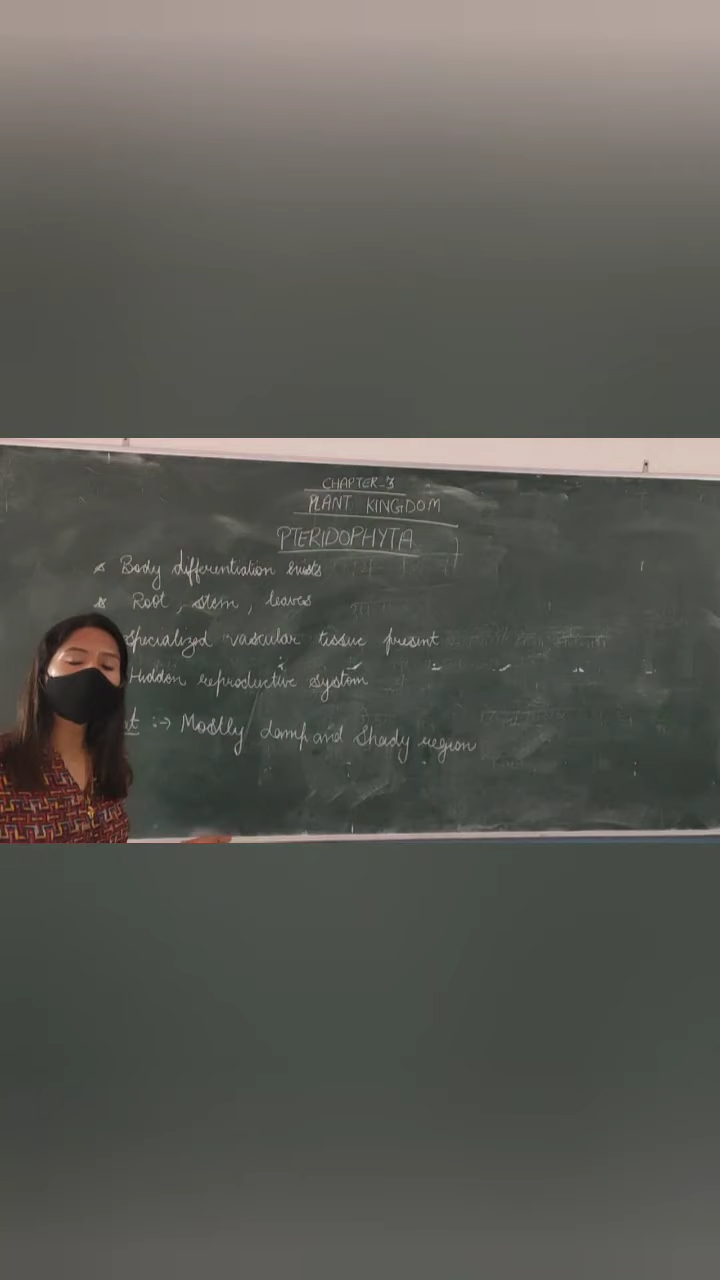 CHAPTER-3
PLANT KINGDOM
PTERIDOPHYTA
* Body differentiation exists
* Root, stem, leaves
Specialized vascular tissue present
Hidden reproductive system
:→ Mostly damp and shady region